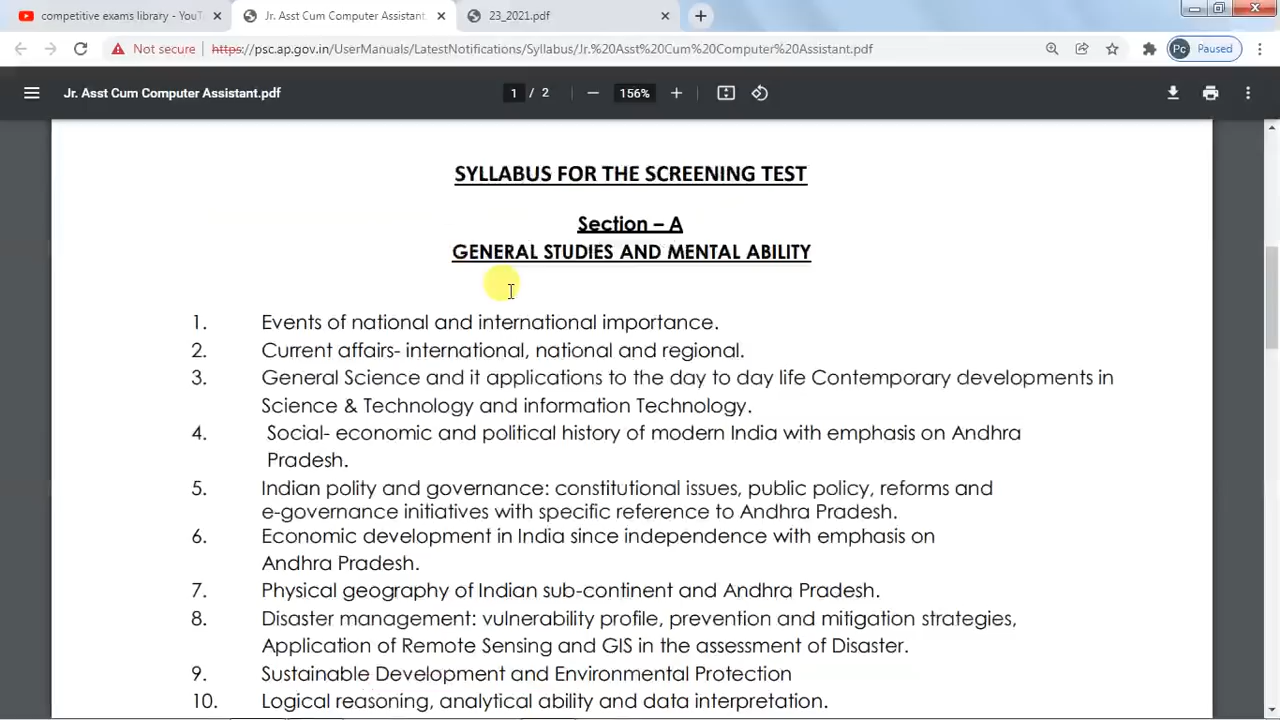 competitive exams library - YouT
Jr. Asst Cum Computer Assistant.
23_2021.pdf
Not secure
https://psc.ap.gov.in/UserManuals/LatestNotifications/Syllabus/Jr.%20Asst%20Cum%20Computer%20Assistant.pdf
Pc Paused
Jr. Asst Cum Computer Assistant.pdf
1 / 2
156%
SYLLABUS FOR THE SCREENING TEST
Section – A
GENERAL STUDIES AND MENTAL ABILITY
1. Events of national and international importance.
2. Current affairs- international, national and regional.
3. General Science and it applications to the day to day life Contemporary developments in
Science & Technology and information Technology.
4. Social- economic and political history of modern India with emphasis on Andhra
Pradesh.
5. Indian polity and governance: constitutional issues, public policy, reforms and
e-governance initiatives with specific reference to Andhra Pradesh.
6. Economic development in India since independence with emphasis on
Andhra Pradesh.
7. Physical geography of Indian sub-continent and Andhra Pradesh.
8. Disaster management: vulnerability profile, prevention and mitigation strategies,
Application of Remote Sensing and GIS in the assessment of Disaster.
9. Sustainable Development and Environmental Protection
10. Logical reasoning, analytical ability and data interpretation.